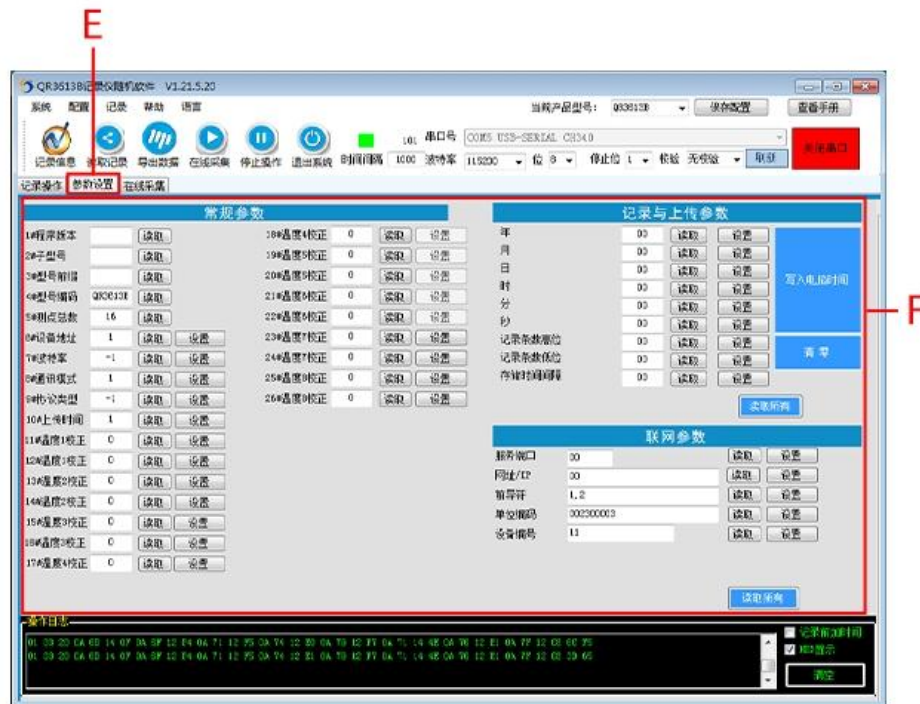 E
QR3613B记录仪随机软件 V1.21.5.20
系统 配置 记录 帮助 语言 当前产品型号: QR3613B 保存配置 查看手册
记录信息 读取记录 导出数据 在线采集 停止操作 退出系统 时间间隔 1000 101 串口号 COM5 USB-SERIAL CH340 关闭串口
波特率 115200 位 8 停止位 1 校验 无校验 刷新
记录操作 参数设置 在线采集
常规参数
1#程序版本 读取
2#子型号 读取
3#型号前缀 读取
4#型号编码 QR3613B 读取
5#测点总数 16 读取
6#设备地址 1 读取 设置
7#波特率 -1 读取 设置
8#通讯模式 1 读取 设置
9#协议类型 -1 读取 设置
10#上传时间 1 读取 设置
11#温度1校正 0 读取 设置
12#湿度1校正 0 读取 设置
13#温度2校正 0 读取 设置
14#湿度2校正 0 读取 设置
15#温度3校正 0 读取 设置
16#湿度3校正 0 读取 设置
17#温度4校正 0 读取 设置
18#湿度4校正 0 读取 设置
19#温度5校正 0 读取 设置
20#湿度5校正 0 读取 设置
21#温度6校正 0 读取 设置
22#湿度6校正 0 读取 设置
23#温度7校正 0 读取 设置
24#湿度7校正 0 读取 设置
25#温度8校正 0 读取 设置
26#湿度8校正 0 读取 设置
记录与上传参数
年 00 读取 设置
月 00 读取 设置
日 00 读取 设置
时 00 读取 设置
分 00 读取 设置
秒 00 读取 设置
记录条数高位 00 读取 设置
记录条数低位 00 读取 设置
存储时间间隔 00 读取 设置
写入电脑时间
清零
读取所有
F
联网参数
服务端口 00 读取 设置
网址/IP 00 读取 设置
前导符 1,2 读取 设置
单位编码 002300003 读取 设置
设备编号 11 读取 设置
读取所有
操作日志
记录前加时间
HEX显示
清空